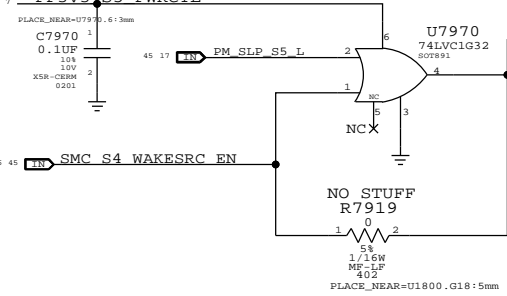 PLACE_NEAR=U7970.6:3mm
C7970
0.1UF
10%
10V
X5R-CERM
0201
1
2
45 17 IN PM_SLP_S5_L
2
1
6
U7970
74LVC1G32
SOT891
4
NC
5
3
NC
45 IN SMC_S4_WAKESRC_EN
NO STUFF
R7919
0
1
2
5%
1/16W
MF-LF
402
PLACE_NEAR=U1800.G18:5mm